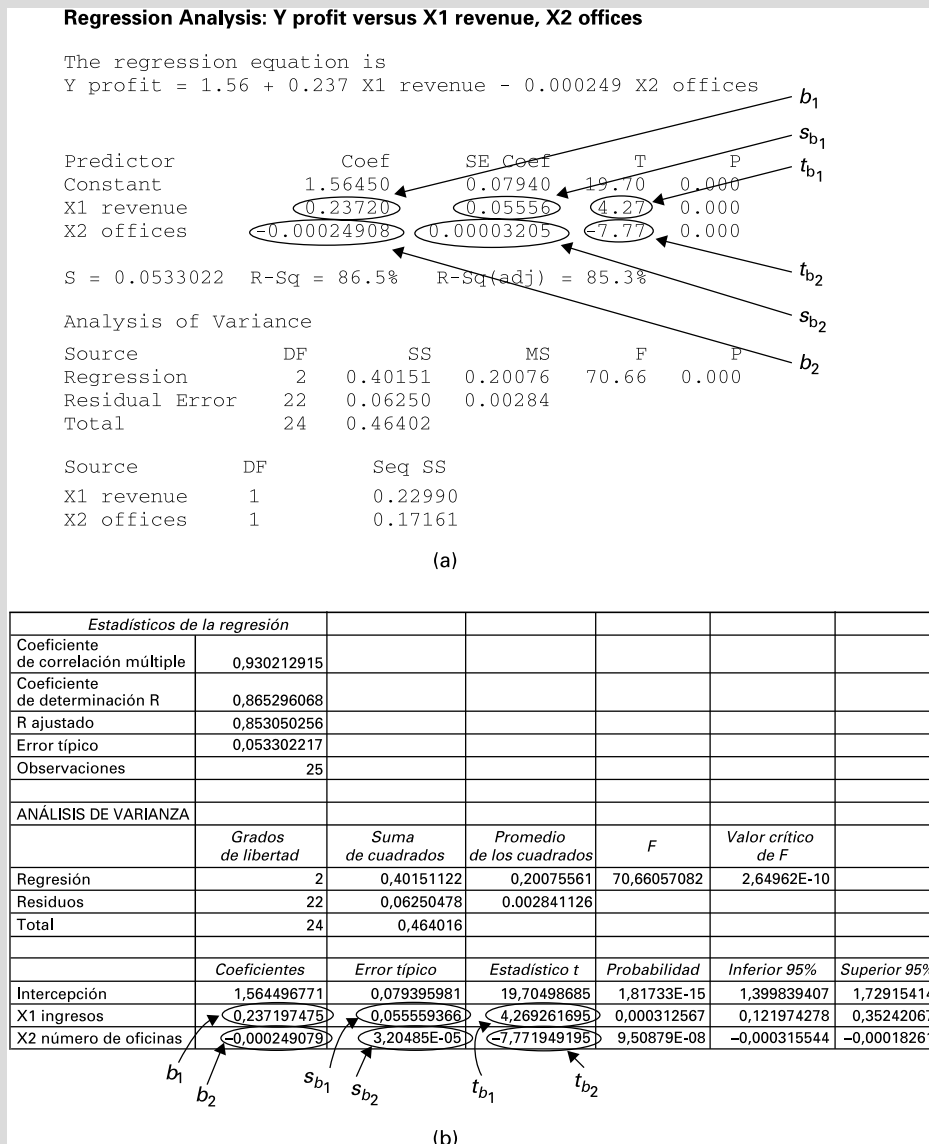 Regression Analysis: Y profit versus X1 revenue, X2 offices
The regression equation is
Y profit = 1.56 + 0.237 X1 revenue - 0.000249 X2 offices
b1
sb1
tb1
Predictor Coef SE Coef T P
Constant 1.56450 0.07940 19.70 0.000
X1 revenue 0.23720 0.05556 4.27 0.000
X2 offices -0.00024908 0.00003205 -7.77 0.000
tb2
S = 0.0533022 R-Sq = 86.5% R-Sq(adj) = 85.3%
sb2
Analysis of Variance
b2
Source DF SS MS F P
Regression 2 0.40151 0.20076 70.66 0.000
Residual Error 22 0.06250 0.00284
Total 24 0.46402
Source DF Seq SS
X1 revenue 1 0.22990
X2 offices 1 0.17161
(a)
Estadísticos de la regresión
Coeficiente
de correlación múltiple 0,930212915
Coeficiente
de determinación R 0,865296068
R ajustado 0,853050256
Error típico 0,053302217
Observaciones 25
ANÁLISIS DE VARIANZA
Grados Suma Promedio F Valor crítico
de libertad de cuadrados de los cuadrados de F
Regresión 2 0,40151122 0,20075561 70,66057082 2,64962E-10
Residuos 22 0,06250478 0.002841126
Total 24 0,464016
Coeficientes Error típico Estadístico t Probabilidad Inferior 95% Superior 95%
Intercepción 1,564496771 0,079395981 19,70498685 1,81733E-15 1,399839407 1,72915414
X1 ingresos 0,237197475 0,055559366 4,269261695 0,000312567 0,121974278 0,35242067
X2 número de oficinas −0,000249079 3,20485E-05 −7,771949195 9,50879E-08 −0,000315544 −0,00018261
b1 b2 sb1 sb2 tb1 tb2
(b)